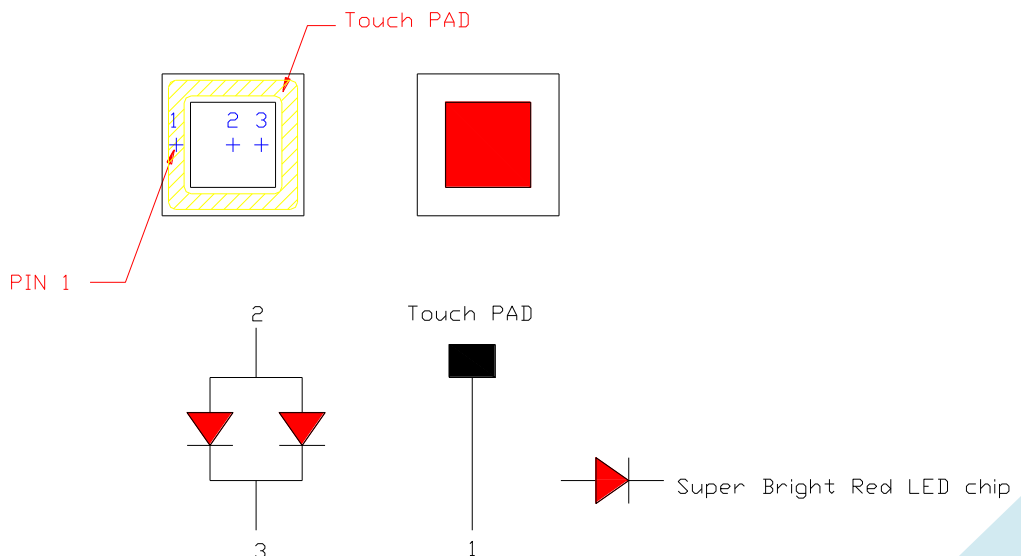 Touch PAD
1 2 3
PIN 1
2
Touch PAD
Super Bright Red LED chip
3
1